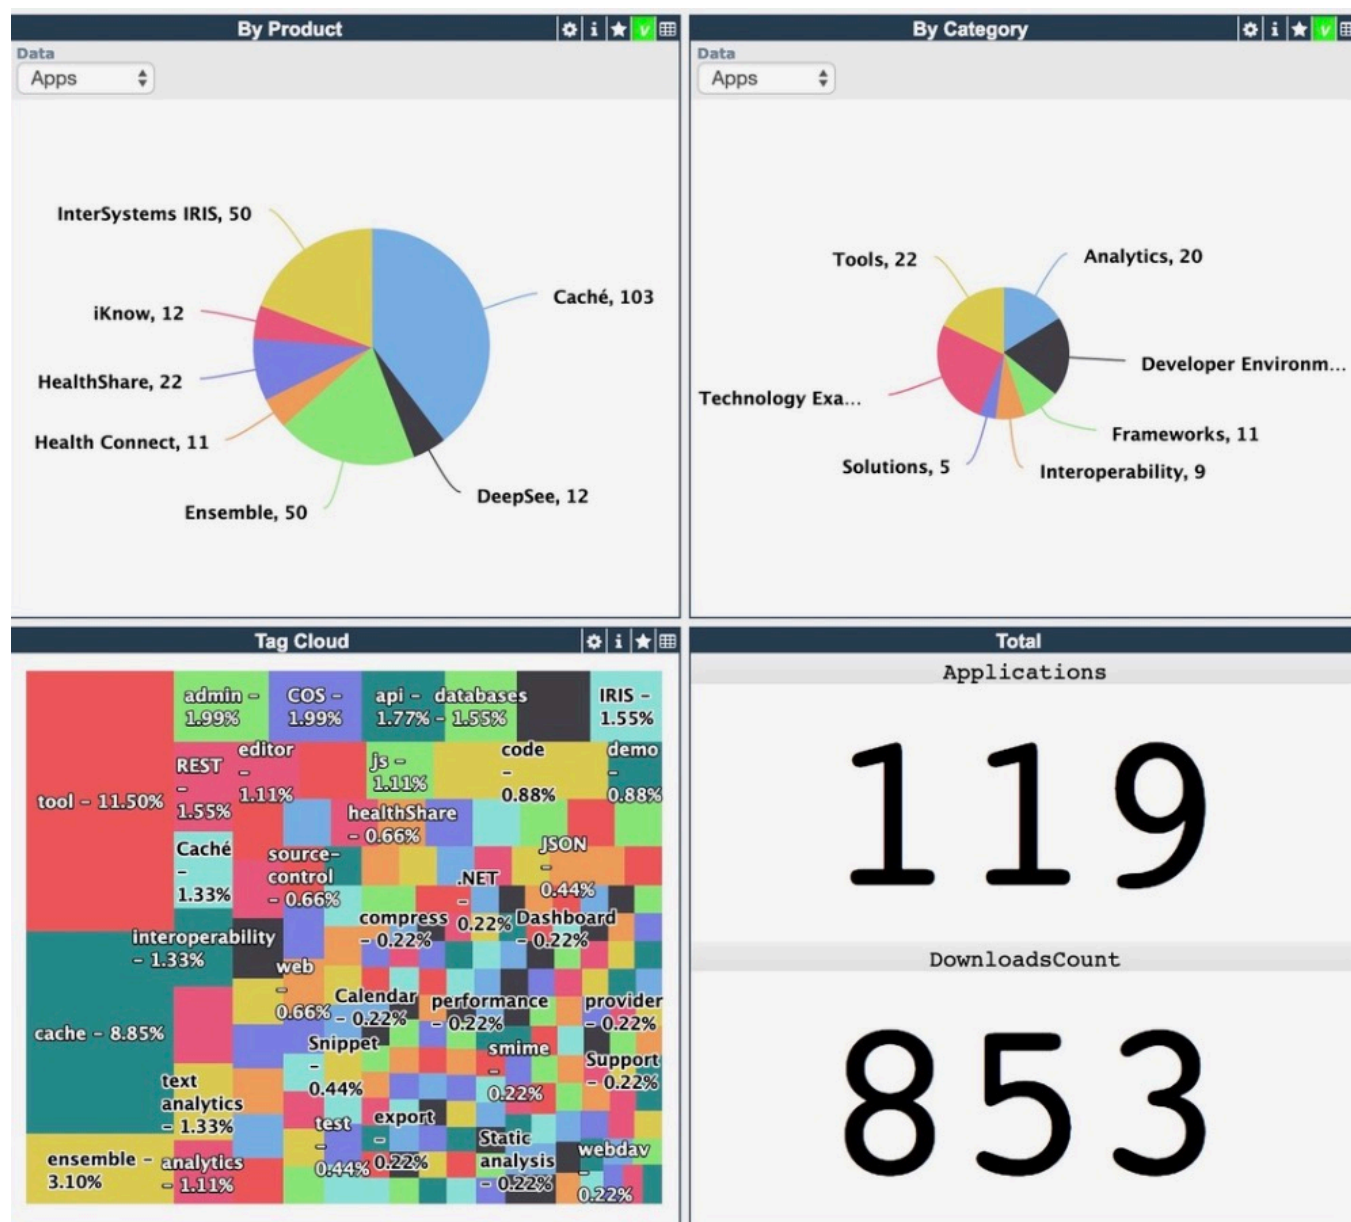 By Product
Data
Apps
InterSystems IRIS, 50
Caché, 103
iKnow, 12
HealthShare, 22
Health Connect, 11
DeepSee, 12
Ensemble, 50
By Category
Data
Apps
Tools, 22
Analytics, 20
Developer Environm...
Technology Exa...
Frameworks, 11
Solutions, 5
Interoperability, 9
Tag Cloud
admin –
1.99%
COS –
1.99%
api –
1.77%
databases
– 1.55%
IRIS –
1.55%
tool – 11.50%
REST
–
1.55%
editor
–
1.11%
js –
1.11%
code
–
0.88%
demo
–
0.88%
healthShare
– 0.66%
Caché
–
1.33%
source-
control
– 0.66%
JSON
–
0.44%
.NET
–
0.22%
compress
– 0.22%
Dashboard
– 0.22%
interoperability
– 1.33%
web
–
0.66%
Calendar
– 0.22%
performance
– 0.22%
provider
– 0.22%
cache – 8.85%
Snippet
–
0.44%
smime
–
0.22%
Support
– 0.22%
text
analytics
– 1.33%
test
–
0.44%
export
–
0.22%
Static
analysis
– 0.22%
webdav
–
0.22%
ensemble –
3.10%
analytics
– 1.11%
Total
Applications
119
DownloadsCount
853